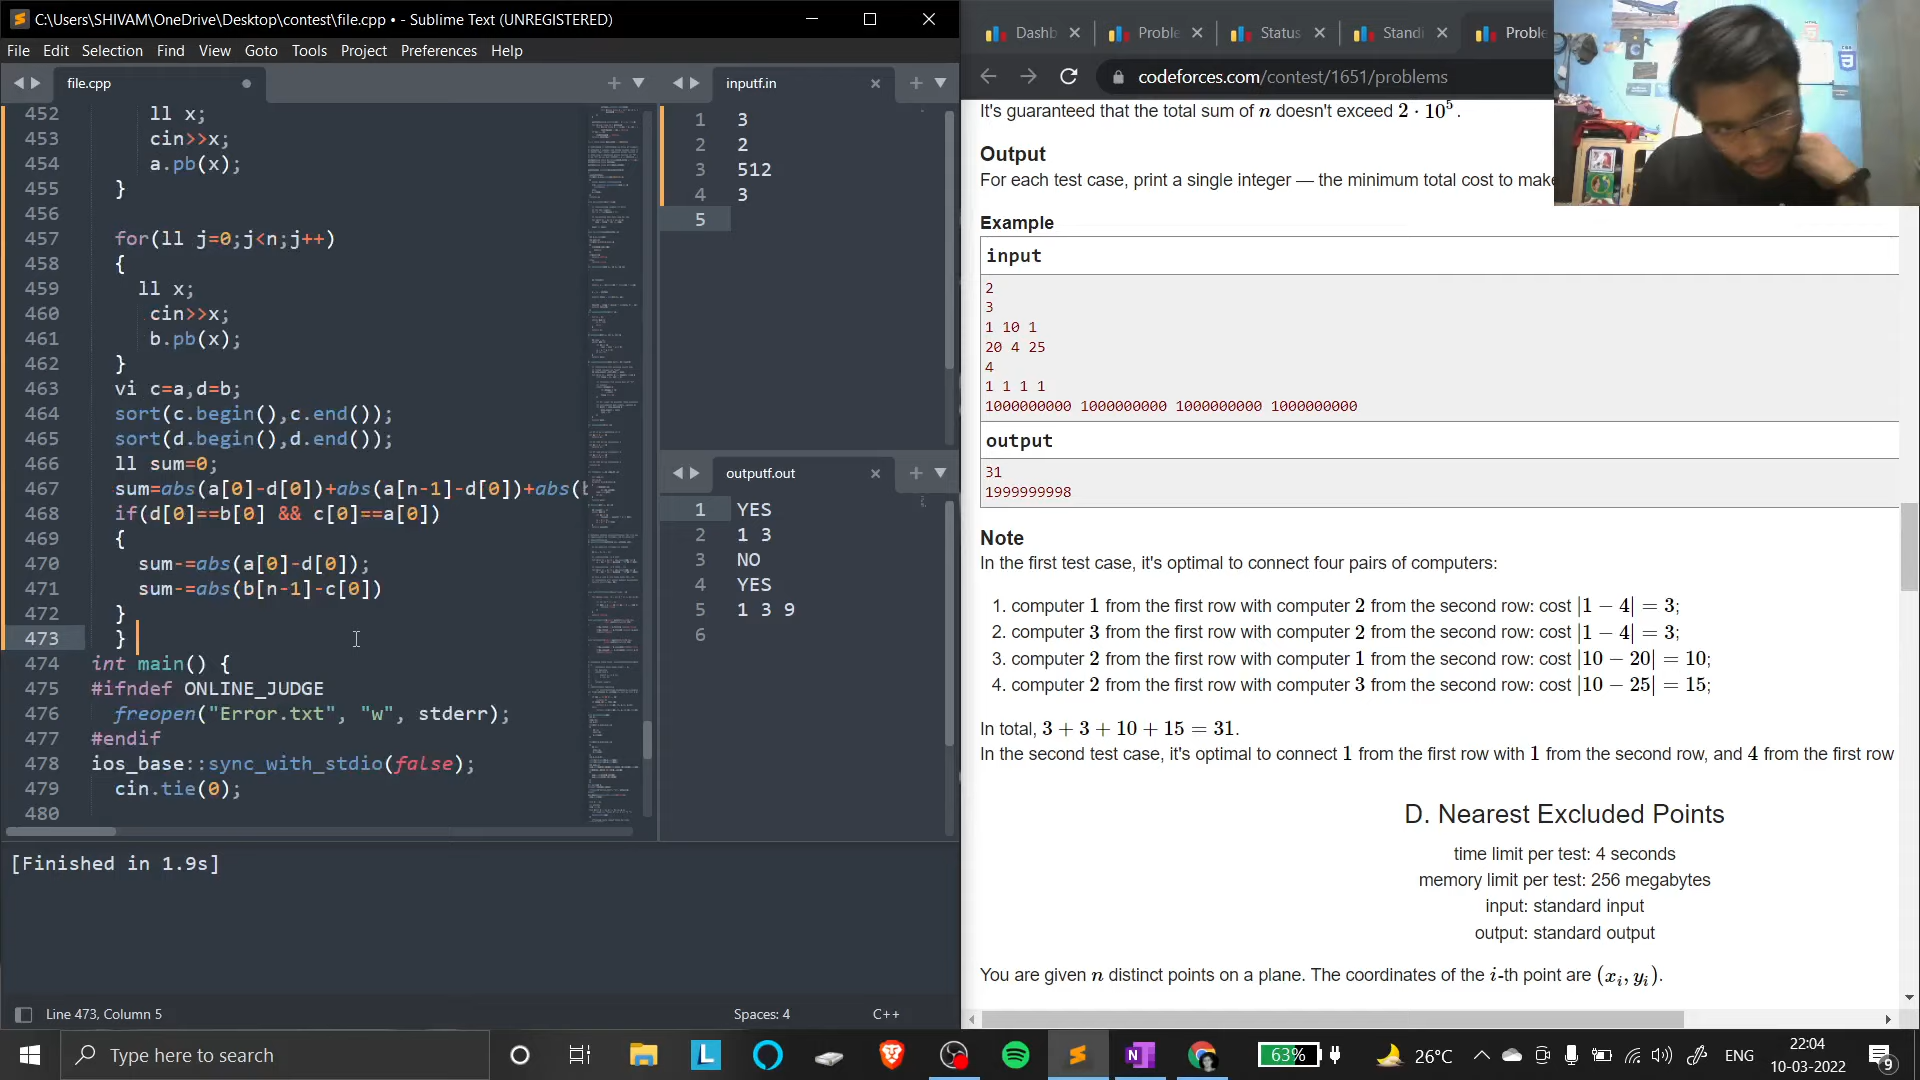 C:\Users\SHIVAM\OneDrive\Desktop\contest\file.cpp • - Sublime Text (UNREGISTERED)
File Edit Selection Find View Goto Tools Project Preferences Help
file.cpp
452 ll x;
453 cin>>x;
454 a.pb(x);
455 }
456
457 for(ll j=0;j<n;j++)
458 {
459 ll x;
460 cin>>x;
461 b.pb(x);
462 }
463 vi c=a,d=b;
464 sort(c.begin(),c.end());
465 sort(d.begin(),d.end());
466 ll sum=0;
467 sum=abs(a[0]-d[0])+abs(a[n-1]-d[0])+abs(
468 if(d[0]==b[0] && c[0]==a[0])
469 {
470 sum-=abs(a[0]-d[0]);
471 sum-=abs(b[n-1]-c[0])
472 }
473 }
474 int main() {
475 #ifndef ONLINE_JUDGE
476 freopen("Error.txt", "w", stderr);
477 #endif
478 ios_base::sync_with_stdio(false);
479 cin.tie(0);
480
[Finished in 1.9s]
Line 473, Column 5
Spaces: 4
C++
inputf.in
1 3
2 2
3 512
4 3
5
outputf.out
1 YES
2 1 3
3 NO
4 YES
5 1 3 9
6
Dashb
Proble
Status
Standi
Proble
codeforces.com/contest/1651/problems
It's guaranteed that the total sum of n doesn't exceed 2 · 10^5.
Output
For each test case, print a single integer — the minimum total cost to make
Example
input
2
3
1 10 1
20 4 25
4
1 1 1 1
1000000000 1000000000 1000000000 1000000000
output
31
1999999998
Note
In the first test case, it's optimal to connect four pairs of computers:
1. computer 1 from the first row with computer 2 from the second row: cost |1 − 4| = 3;
2. computer 3 from the first row with computer 2 from the second row: cost |1 − 4| = 3;
3. computer 2 from the first row with computer 1 from the second row: cost |10 − 20| = 10;
4. computer 2 from the first row with computer 3 from the second row: cost |10 − 25| = 15;
In total, 3 + 3 + 10 + 15 = 31.
In the second test case, it's optimal to connect 1 from the first row with 1 from the second row, and 4 from the first row
D. Nearest Excluded Points
time limit per test: 4 seconds
memory limit per test: 256 megabytes
input: standard input
output: standard output
You are given n distinct points on a plane. The coordinates of the i-th point are (xi, yi).
Type here to search
63%
26°C
ENG
22:04
10-03-2022
9